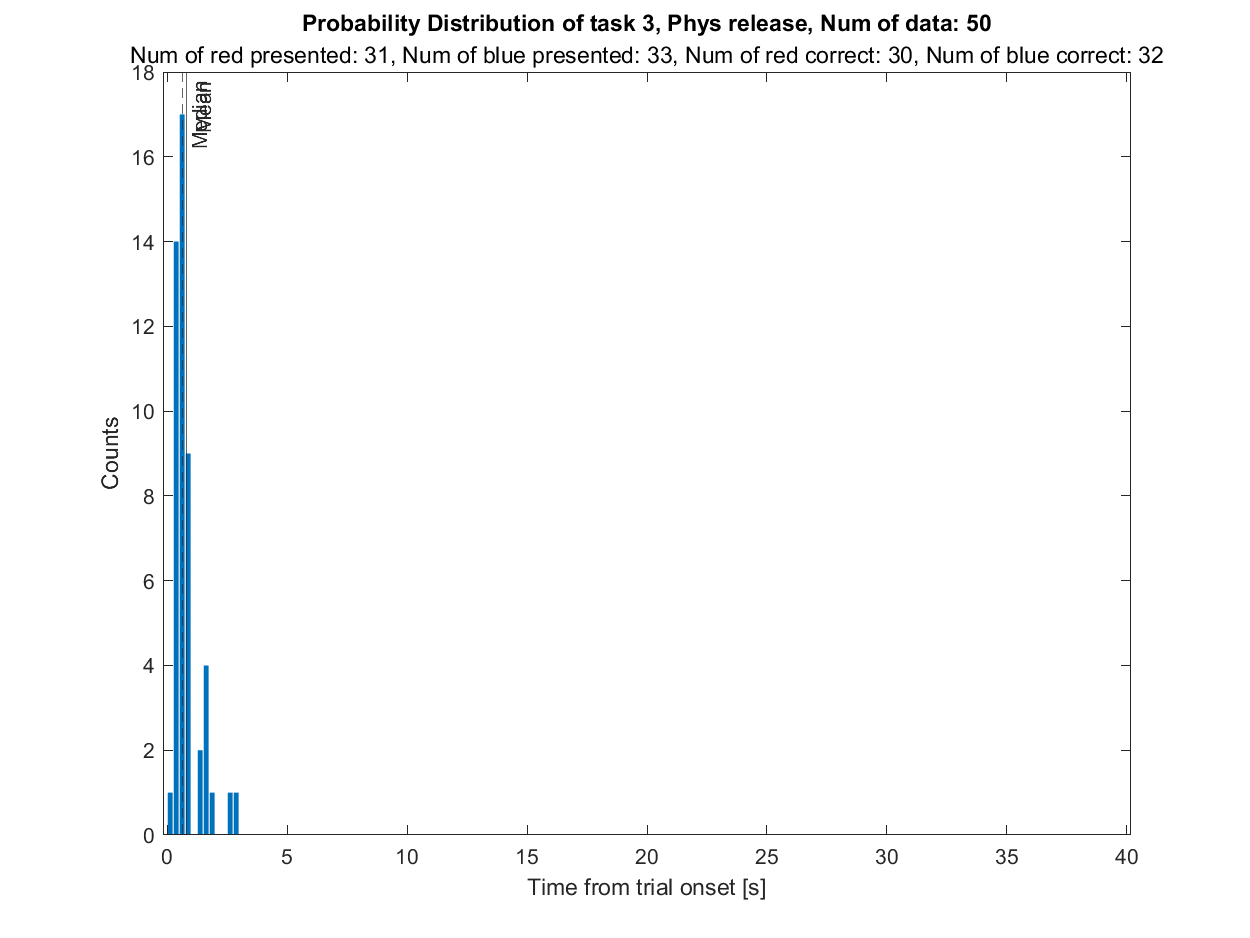 Probability Distribution of task 3, Phys release, Num of data: 50
Num of red presented: 31, Num of blue presented: 33, Num of red correct: 30, Num of blue correct: 32
18
16
14
12
10
8
6
4
2
0
Counts
Median
Mean
0 5 10 15 20 25 30 35 40
Time from trial onset [s]